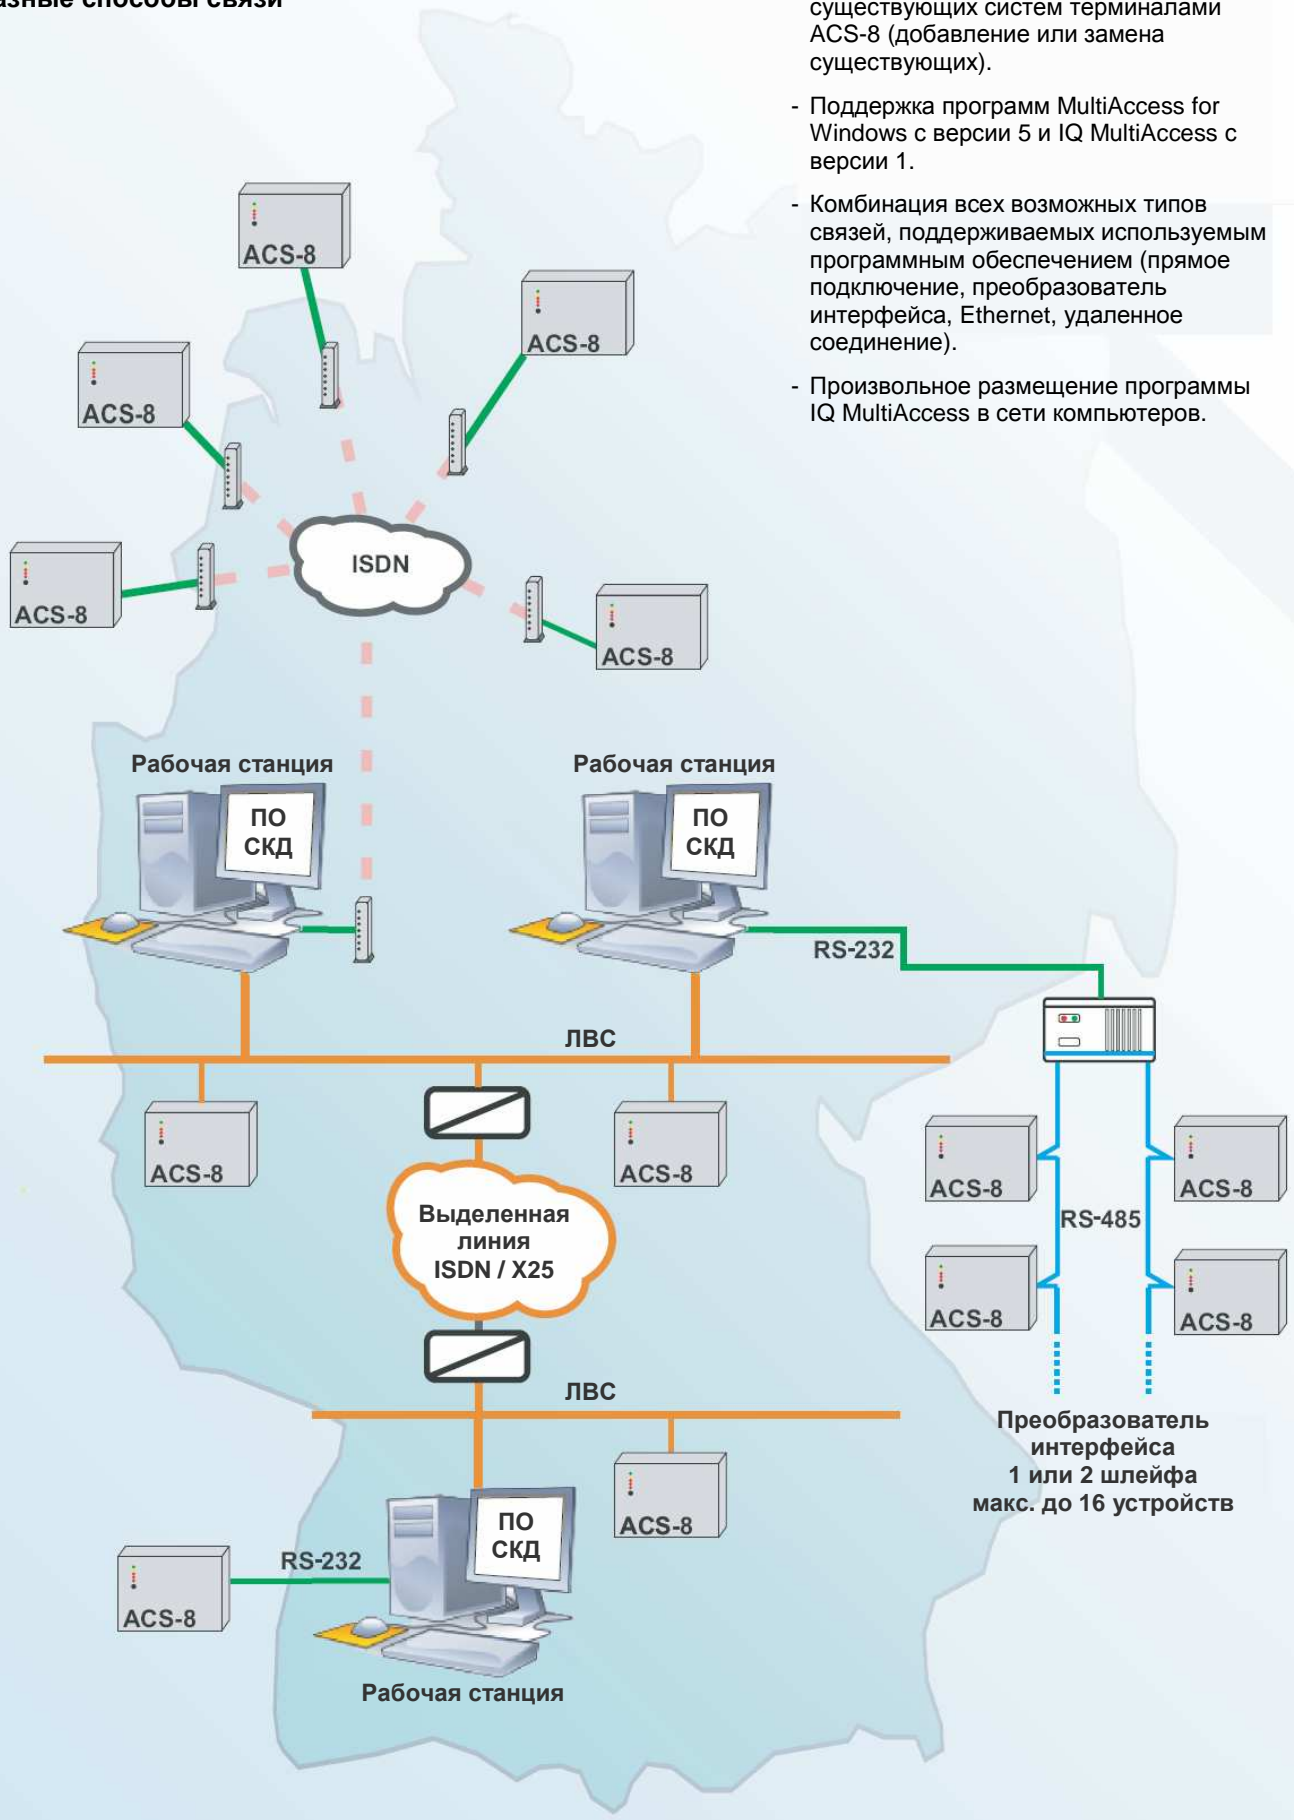 азные способы связи
существующих систем терминалами
ACS-8 (добавление или замена
существующих).
- Поддержка программ MultiAccess for
Windows с версии 5 и IQ MultiAccess с
версии 1.
- Комбинация всех возможных типов
связей, поддерживаемых используемым
программным обеспечением (прямое
подключение, преобразователь
интерфейса, Ethernet, удаленное
соединение).
- Произвольное размещение программы
IQ MultiAccess в сети компьютеров.
ACS-8
ACS-8
ACS-8
ACS-8
ISDN
ACS-8
Рабочая станция
Рабочая станция
ПО
СКД
ПО
СКД
RS-232
ЛВС
ACS-8
ACS-8
ACS-8
ACS-8
Выделенная
линия
ISDN / X25
RS-485
ACS-8
ACS-8
ЛВС
Преобразователь
интерфейса
1 или 2 шлейфа
макс. до 16 устройств
ACS-8
ПО
СКД
RS-232
ACS-8
Рабочая станция